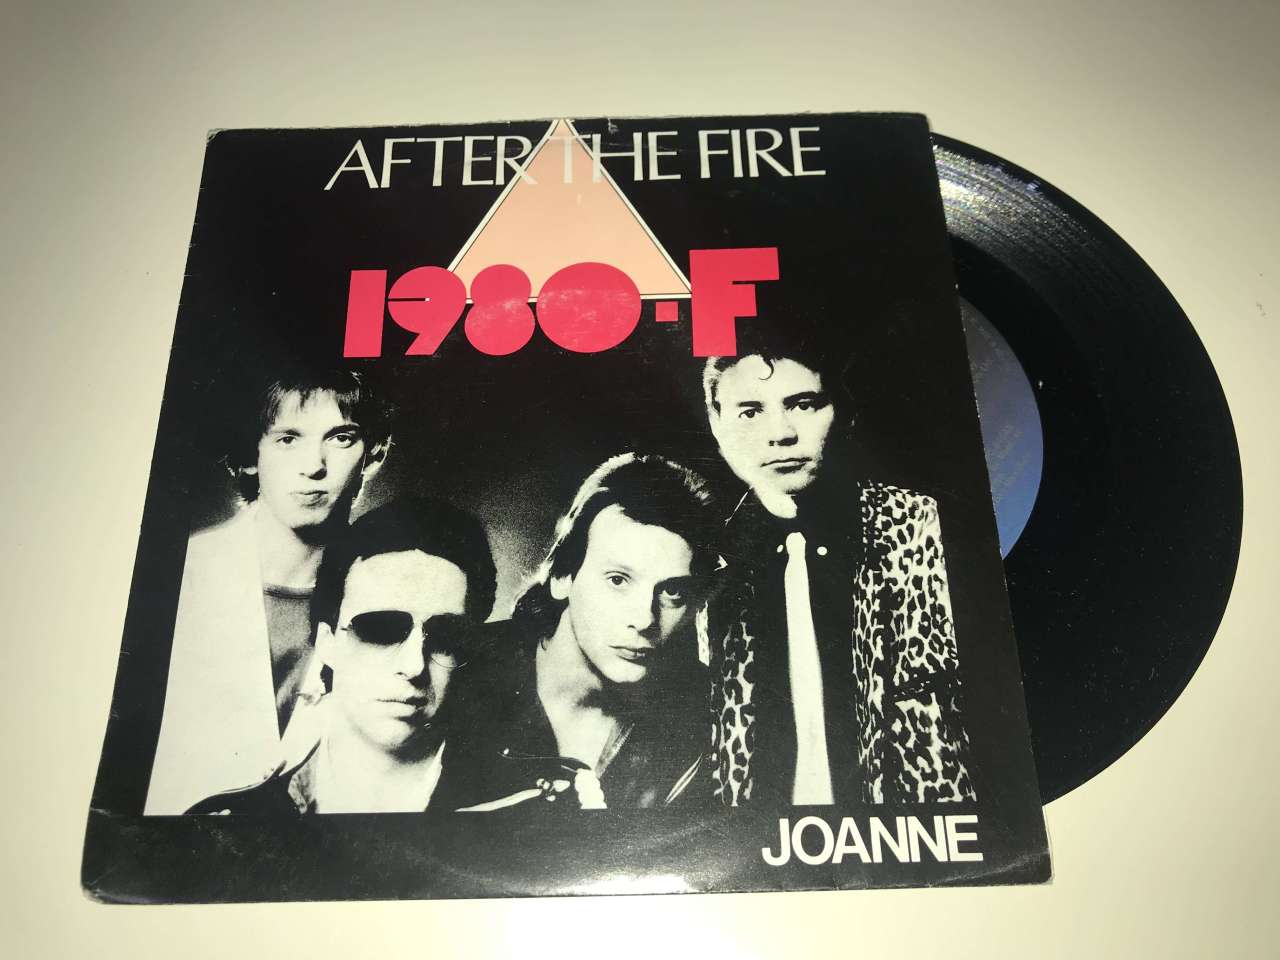 AFTER THE FIRE
1980-F
JOANNE